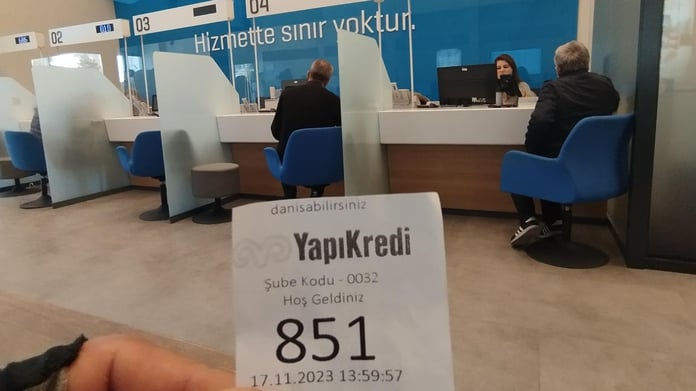 02
010
03
04
Hizmette sınır yoktur.
danisabilirsiniz
YapıKredi
Şube Kodu - 0032
Hoş Geldiniz
851
17.11.2023 13:59:57